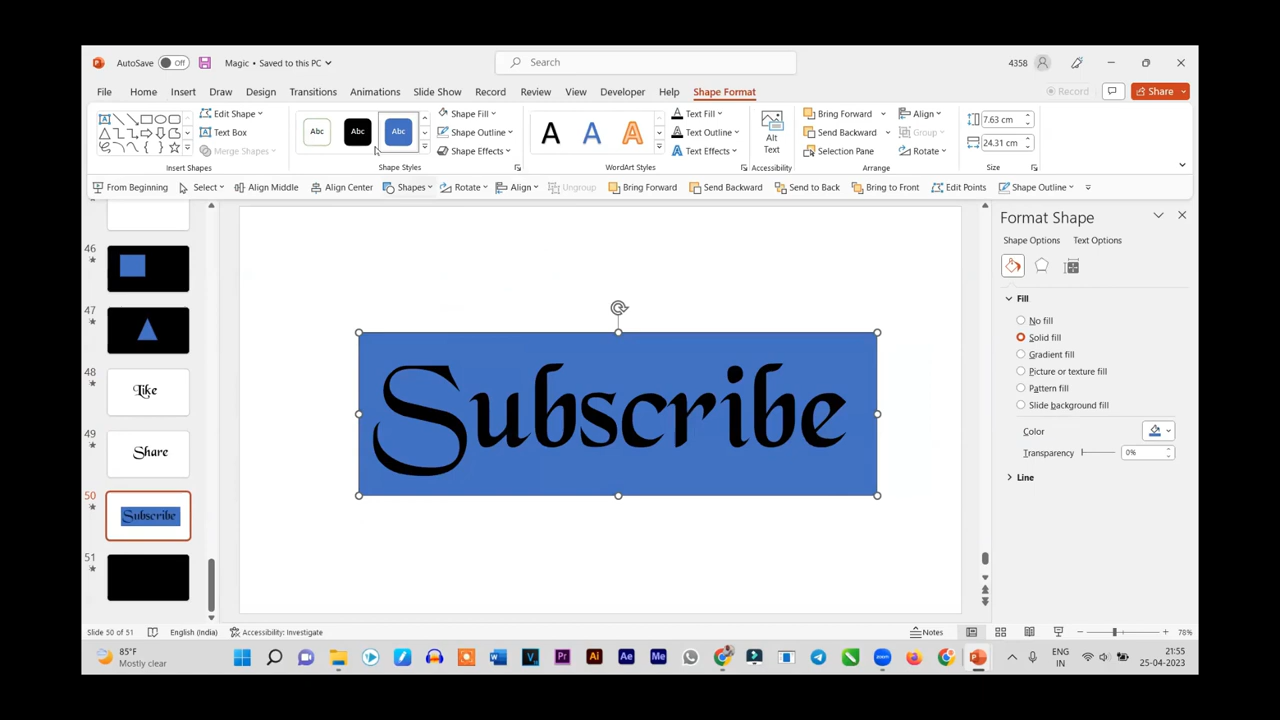 AutoSave Off Magic • Saved to this PC Search 4358
File Home Insert Draw Design Transitions Animations Slide Show Record Review View Developer Help Shape Format Record Share
Edit Shape Shape Fill Text Fill Bring Forward Align 7.63 cm
Text Box Abc Abc Abc Shape Outline A A A Text Outline Alt Text Send Backward Group 24.31 cm
Merge Shapes Shape Effects Text Effects Selection Pane Rotate
Insert Shapes Shape Styles WordArt Styles Accessibility Arrange Size
From Beginning Select Align Middle Align Center Shapes Rotate Align Ungroup Bring Forward Send Backward Send to Back Bring to Front Edit Points Shape Outline
Format Shape
Shape Options Text Options
46
Fill
47
No fill
Solid fill
Gradient fill
48
Like
Picture or texture fill
Pattern fill
Slide background fill
Subscribe
49
Share
Color
Transparency 0%
Line
50
Subscribe
51
Slide 50 of 51 English (India) Accessibility: Investigate Notes 78%
85°F
Mostly clear
ENG
IN
21:55
25-04-2023